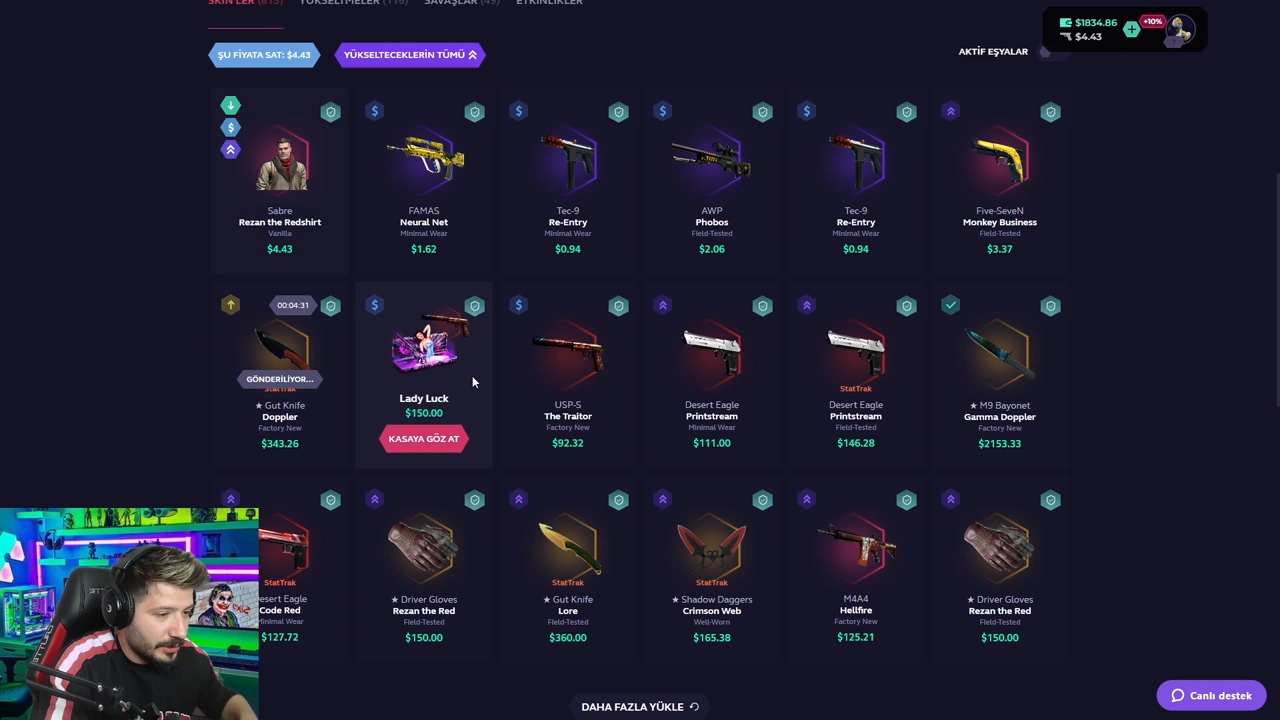 SKİN'LER (813) YÜKSELTMELER (116) SAVAŞLAR (49) ETKİNLİKLER
$1834.86
+10%
$4.43
ŞU FİYATA SAT: $4.43
YÜKSELTECEKLERİN TÜMÜ
AKTİF EŞYALAR
Sabre
Rezan the Redshirt
Vanilla
$4.43
FAMAS
Neural Net
Minimal Wear
$1.62
Tec-9
Re-Entry
Minimal Wear
$0.94
AWP
Phobos
Field-Tested
$2.06
Tec-9
Re-Entry
Minimal Wear
$0.94
Five-SeveN
Monkey Business
Field-Tested
$3.37
00:04:31
GÖNDERİLİYOR...
StatTrak
★ Gut Knife
Doppler
Factory New
$343.26
Lady Luck
$150.00
KASAYA GÖZ AT
USP-S
The Traitor
Factory New
$92.32
Desert Eagle
Printstream
Minimal Wear
$111.00
StatTrak
Desert Eagle
Printstream
Field-Tested
$146.28
★ M9 Bayonet
Gamma Doppler
Factory New
$2153.33
StatTrak
esert Eagle
Code Red
Minimal Wear
$127.72
★ Driver Gloves
Rezan the Red
Field-Tested
$150.00
StatTrak
★ Gut Knife
Lore
Field-Tested
$360.00
StatTrak
★ Shadow Daggers
Crimson Web
Well-Worn
$165.38
M4A4
Hellfire
Factory New
$125.21
★ Driver Gloves
Rezan the Red
Field-Tested
$150.00
DAHA FAZLA YÜKLE
Canlı destek